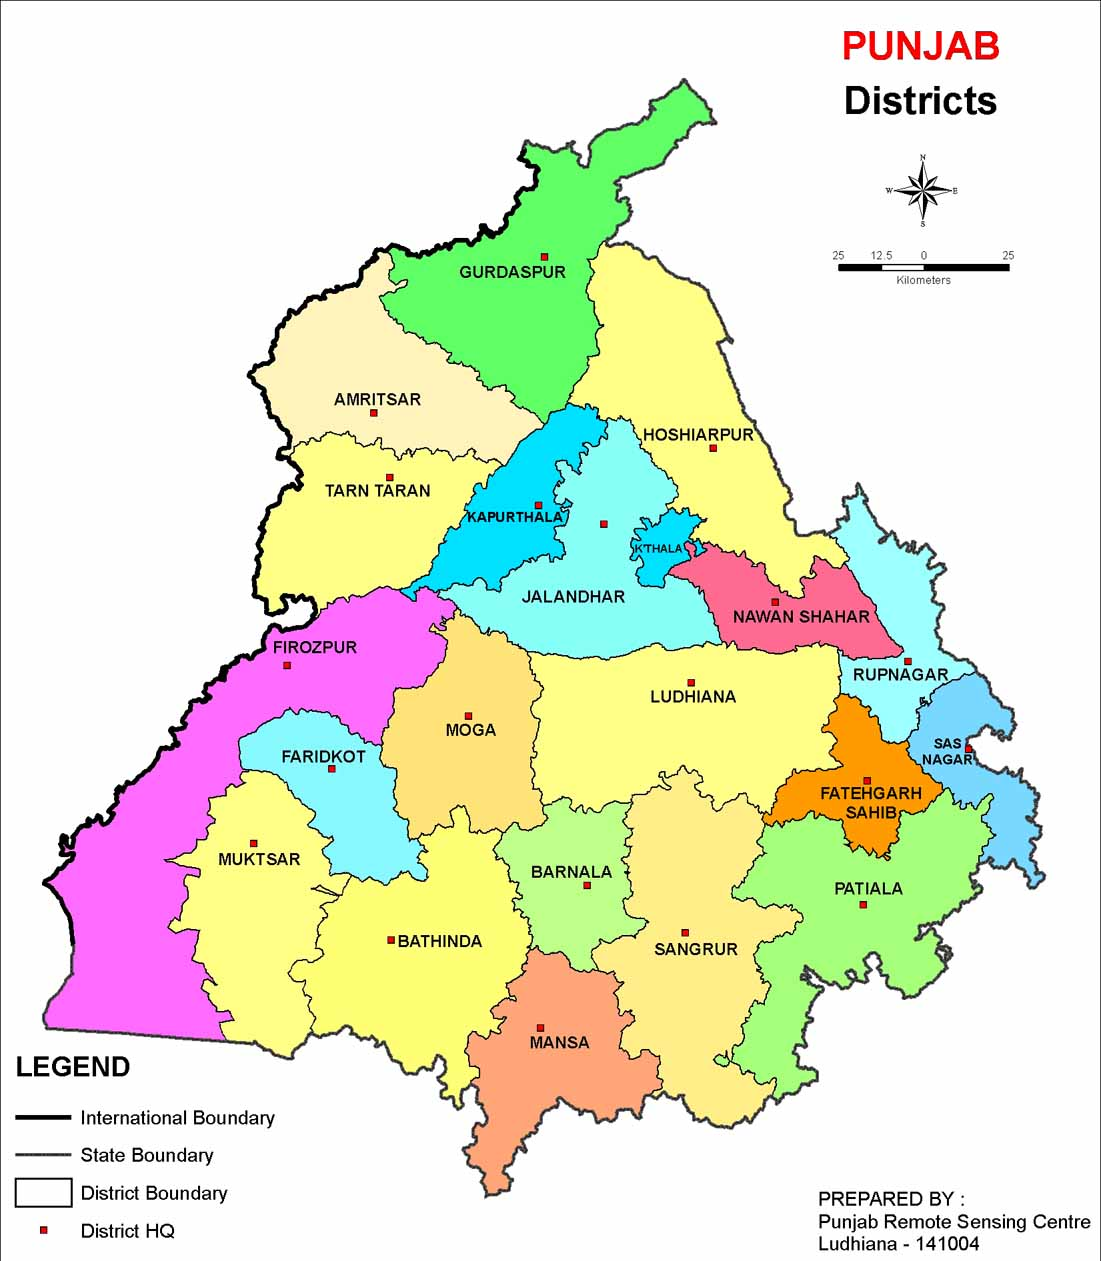 PUNJAB
Districts
N
W E
S
25 12.5 0 25
Kilometers
GURDASPUR
AMRITSAR
HOSHIARPUR
TARN TARAN
KAPURTHALA
K'THALA
JALANDHAR
NAWAN SHAHAR
FIROZPUR
RUPNAGAR
LUDHIANA
MOGA
SAS
NAGAR
FARIDKOT
FATEHGARH
SAHIB
MUKTSAR
BARNALA
PATIALA
BATHINDA
SANGRUR
MANSA
LEGEND
International Boundary
State Boundary
District Boundary
District HQ
PREPARED BY :
Punjab Remote Sensing Centre
Ludhiana - 141004